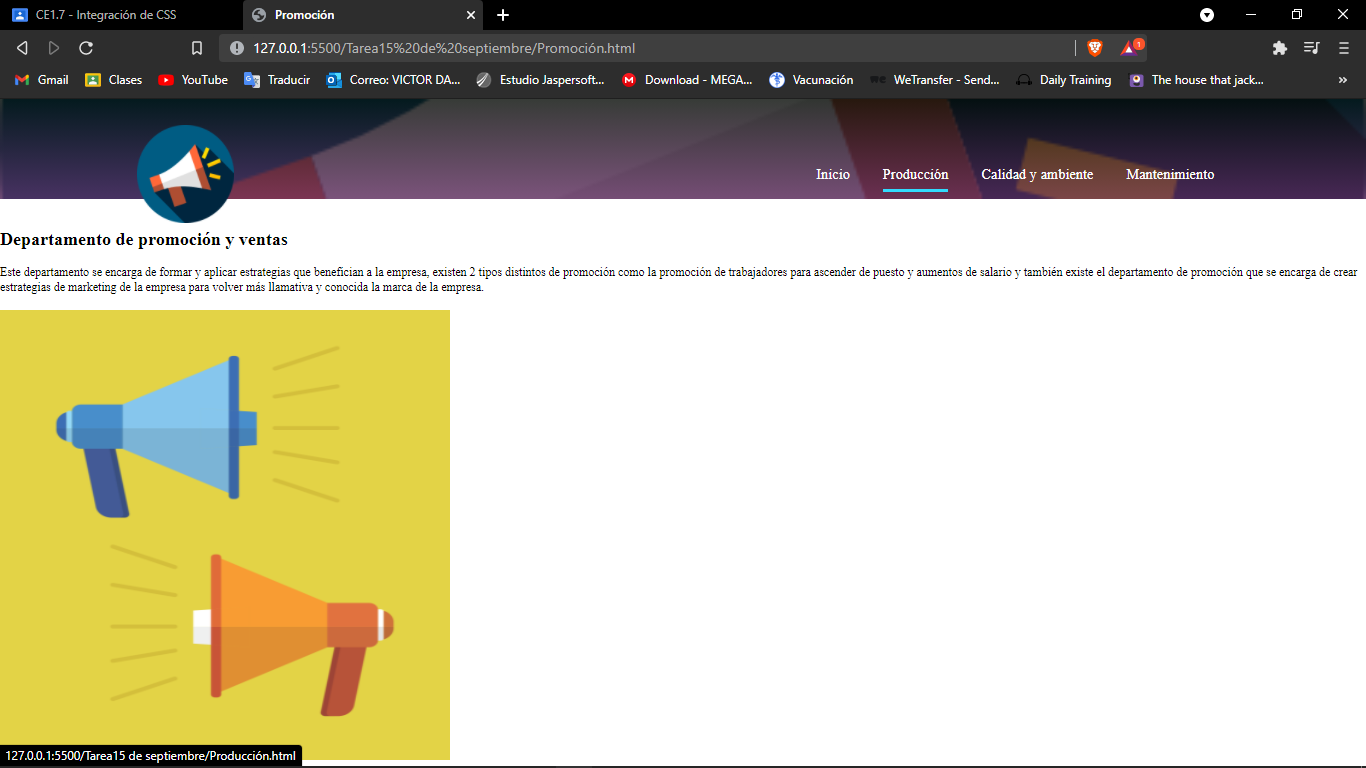 CE1.7 - Integración de CSS
Promoción
127.0.0.1:5500/Tarea15%20de%20septiembre/Promoción.html
1
Gmail
Clases
YouTube
Traducir
Correo: VICTOR DA...
Estudio Jaspersoft...
Download - MEGA...
Vacunación
WeTransfer - Send...
Daily Training
The house that jack...
»
Inicio
Producción
Calidad y ambiente
Mantenimiento
Departamento de promoción y ventas
Este departamento se encarga de formar y aplicar estrategias que benefician a la empresa, existen 2 tipos distintos de promoción como la promoción de trabajadores para ascender de puesto y aumentos de salario y también existe el departamento de promoción que se encarga de crear
estrategias de marketing de la empresa para volver más llamativa y conocida la marca de la empresa.
127.0.0.1:5500/Tarea15 de septiembre/Producción.html